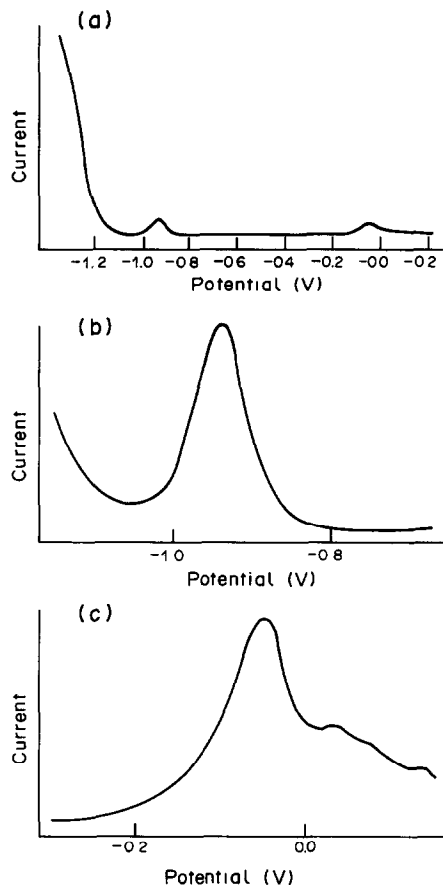 (a)
Current
-1.2 -1.0 -0.8 -0.6 -0.4 -0.2 -0.0 -0.2
Potential (V)
(b)
Current
-1.0 -0.8
Potential (V)
(c)
Current
-0.2 0.0
Potential (V)